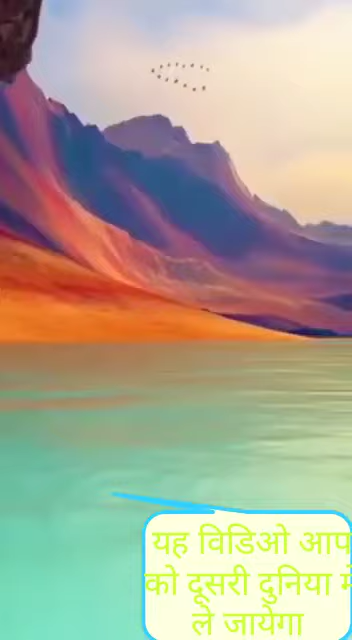 यह विडिओ आप
को दूसरी दुनिया में
ले जायेगा